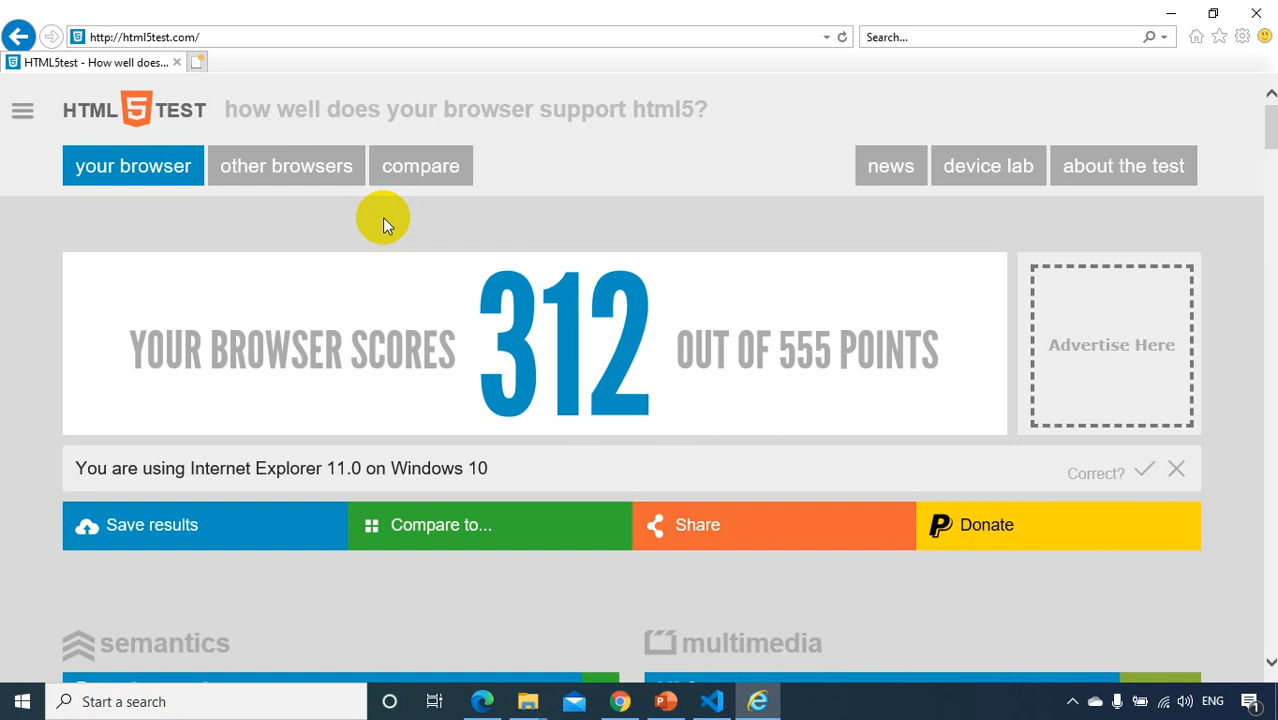 http://html5test.com/
Search...
HTML5test - How well does...
HTML 5 TEST how well does your browser support html5?
your browser other browsers compare news device lab about the test
YOUR BROWSER SCORES 312 OUT OF 555 POINTS
Advertise Here
You are using Internet Explorer 11.0 on Windows 10 Correct?
Save results Compare to... Share Donate
semantics multimedia
Start a search ENG 1